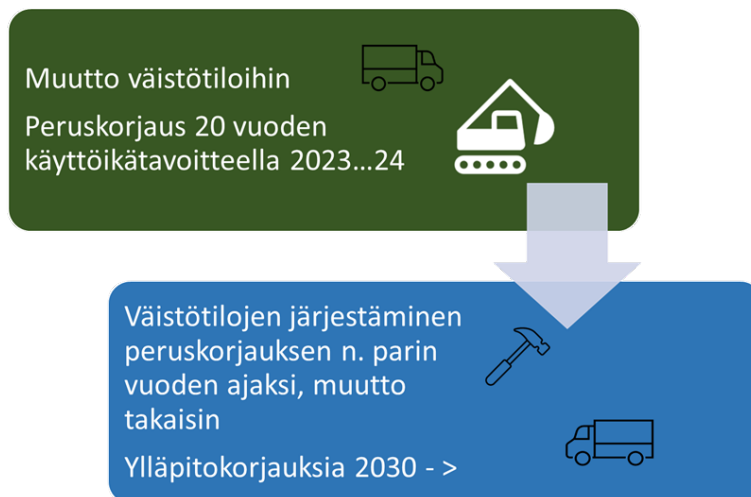 Muutto väistötiloihin
Peruskorjaus 20 vuoden
käyttöikätavoitteella 2023...24
Väistötilojen järjestäminen
peruskorjauksen n. parin
vuoden ajaksi, muutto
takaisin
Ylläpitokorjauksia 2030 - >